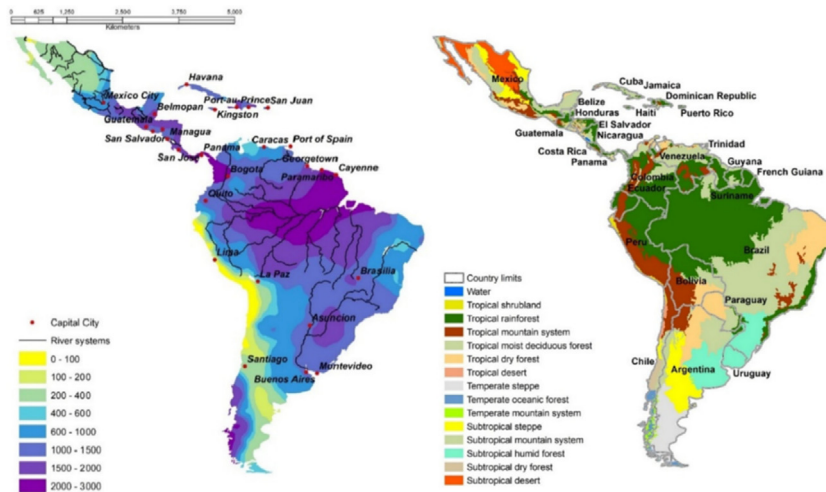 0 625 1,250 2,500 3,750 5,000
Kilometers
Havana
Mexico City
Port-au-Prince
San Juan
Belmopan
Kingston
Guatemala
Managua
San Salvador
Panama
Caracas
Port of Spain
San José
Georgetown
Cayenne
Bogota
Paramaribo
Quito
Lima
La Paz
Brasilia
Asuncion
Santiago
Buenos Aires
Muntevideo
Capital City
River systems
0 - 100
100 - 200
200 - 400
400 - 600
600 - 1000
1000 - 1500
1500 - 2000
2000 - 3000
Mexico
Cuba
Jamaica
Dominican Republic
Belize
Haiti
Puerto Rico
Honduras
El Salvador
Guatemala
Nicaragua
Costa Rica
Trinidad
Panama
Venezuela
Guyana
French Guiana
Colombia
Ecuador
Suriname
Peru
Brazil
Bolivia
Paraguay
Chile
Argentina
Uruguay
Country limits
Water
Tropical shrubland
Tropical rainforest
Tropical mountain system
Tropical moist deciduous forest
Tropical dry forest
Tropical desert
Temperate steppe
Temperate oceanic forest
Temperate mountain system
Subtropical steppe
Subtropical mountain system
Subtropical humid forest
Subtropical dry forest
Subtropical desert